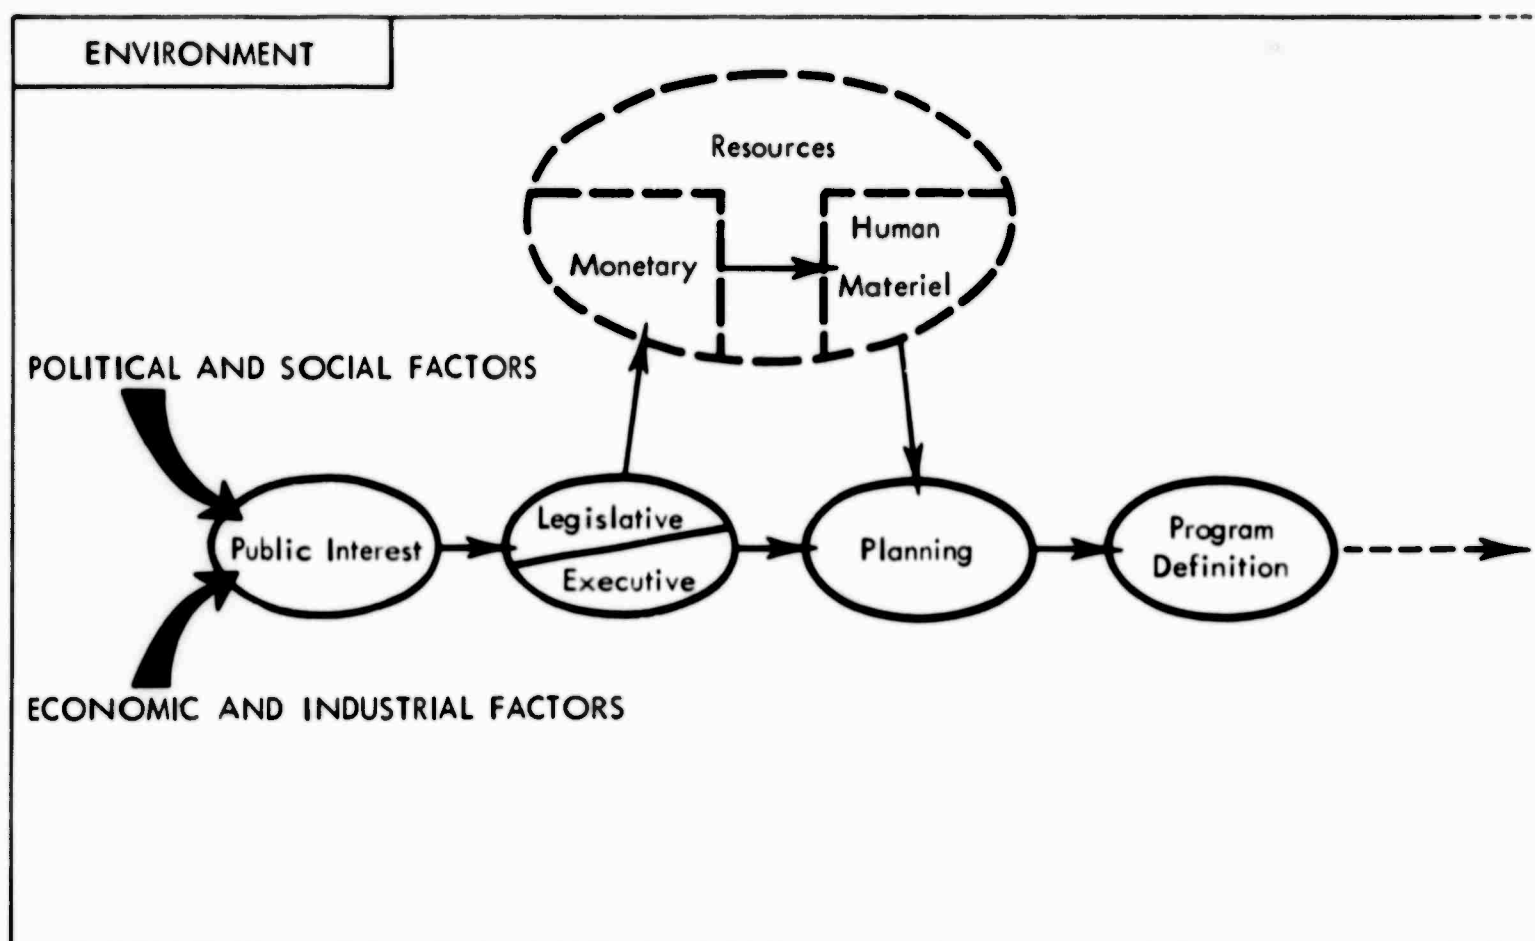 ENVIRONMENT
Resources
Monetary
Human
Materiel
POLITICAL AND SOCIAL FACTORS
Public Interest
Legislative
Executive
Planning
Program
Definition
ECONOMIC AND INDUSTRIAL FACTORS